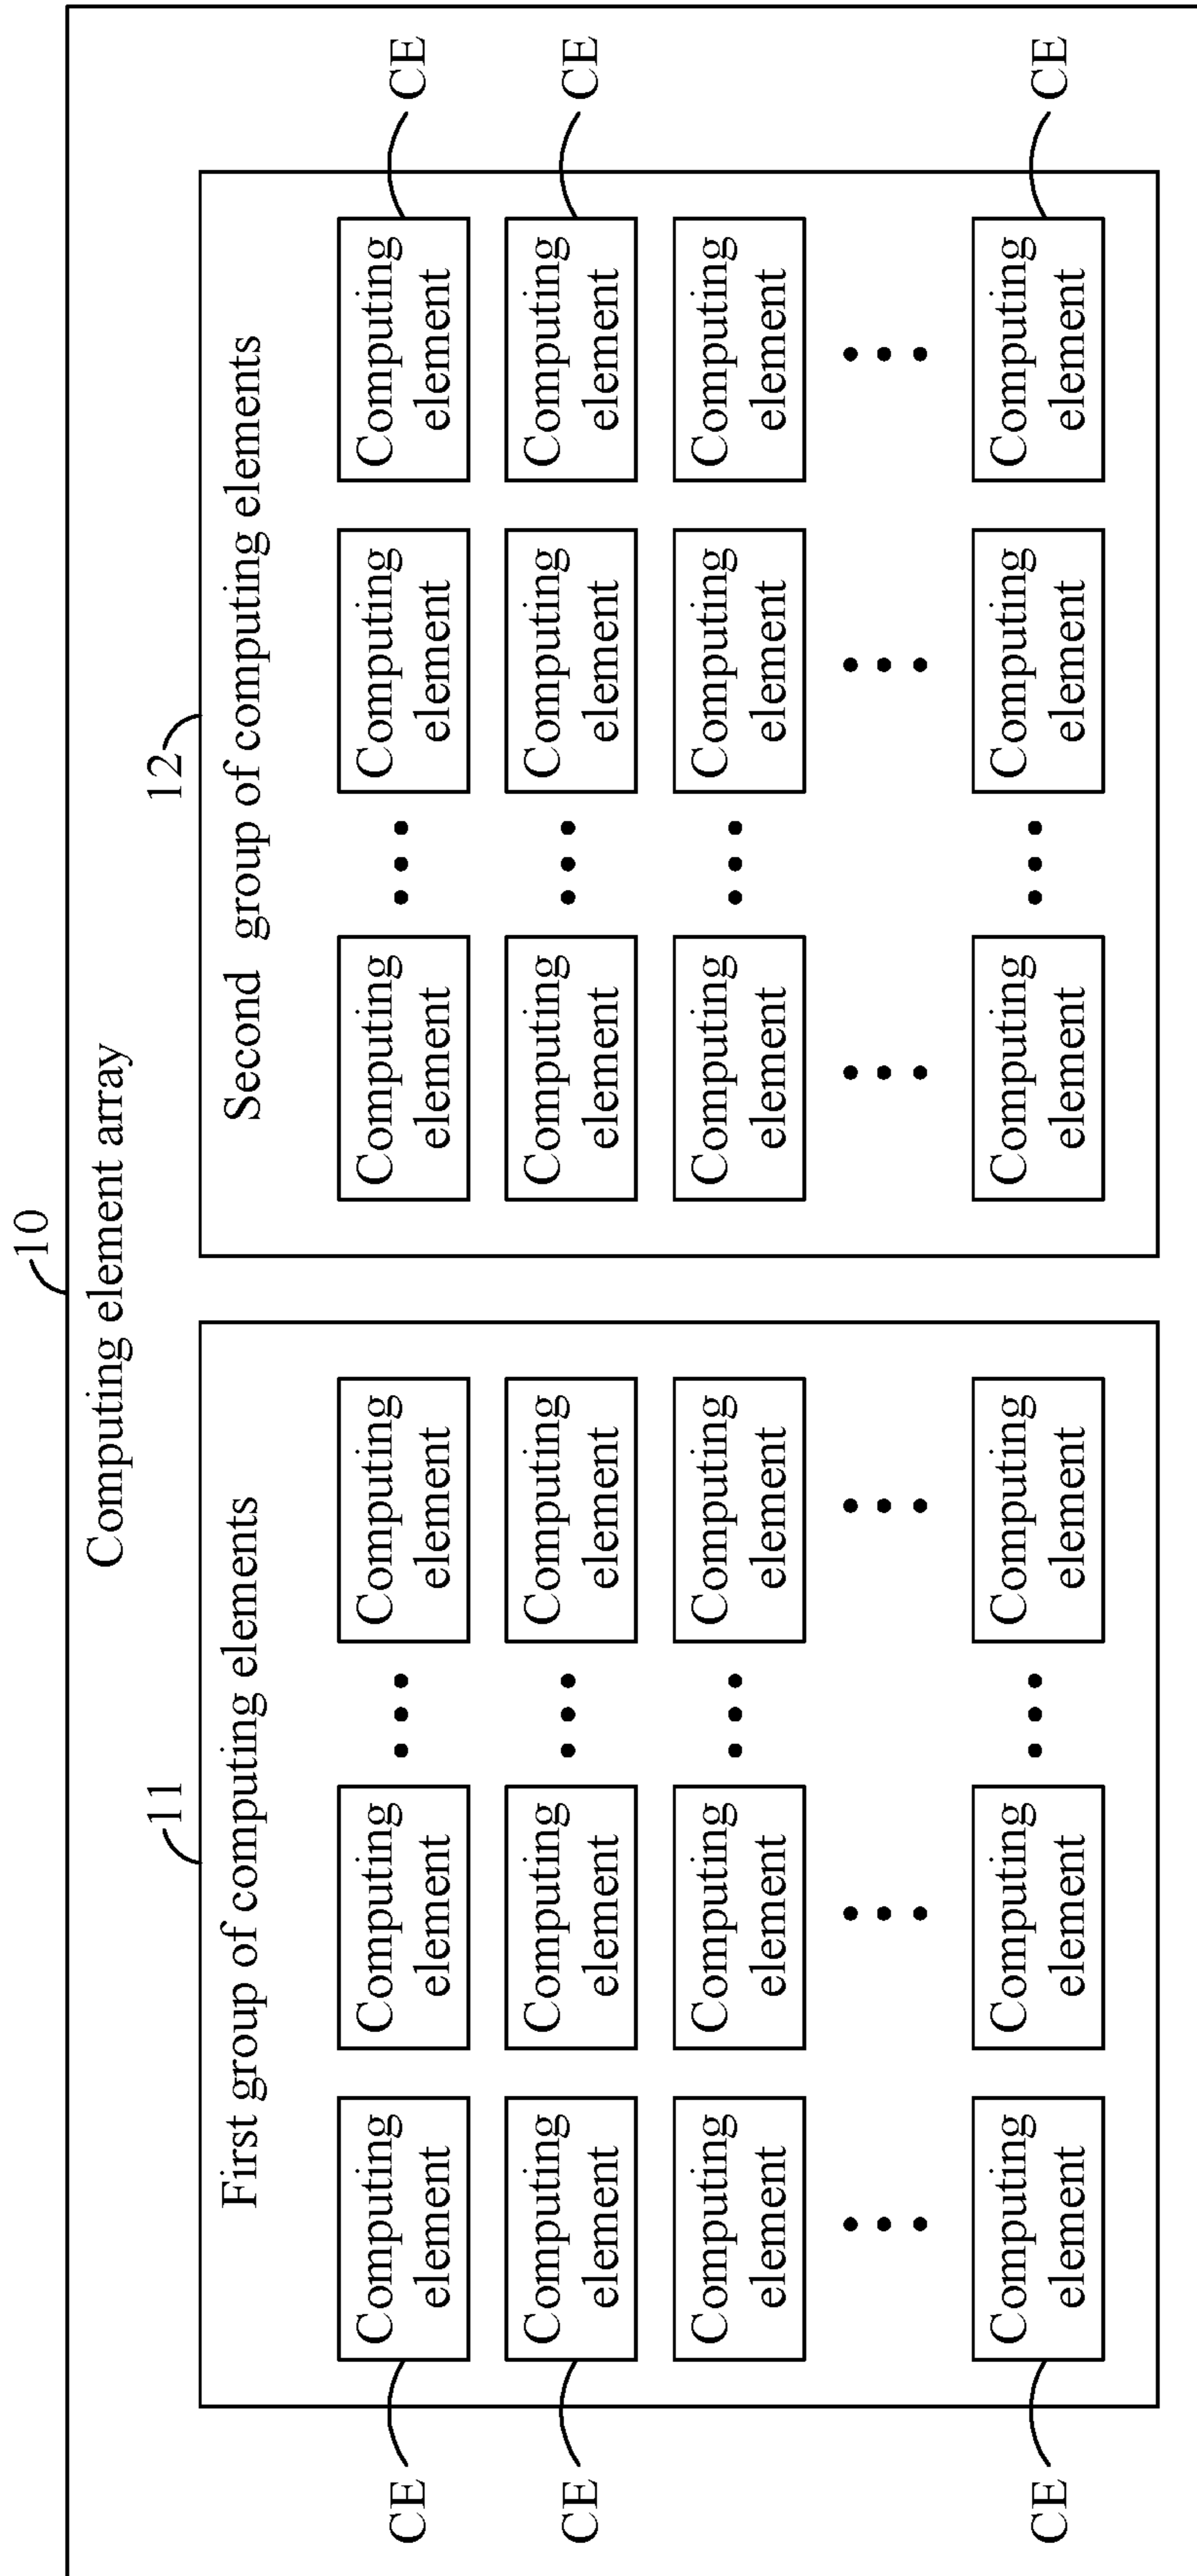 10
Computing element array
11
12
First group of computing elements
Second group of computing elements
CE
Computing
element
Computing
element
Computing
element
Computing
element
Computing
element
Computing
element
CE
CE
Computing
element
Computing
element
Computing
element
Computing
element
Computing
element
Computing
element
CE
Computing
element
Computing
element
Computing
element
Computing
element
Computing
element
Computing
element
CE
Computing
element
Computing
element
Computing
element
Computing
element
Computing
element
Computing
element
CE